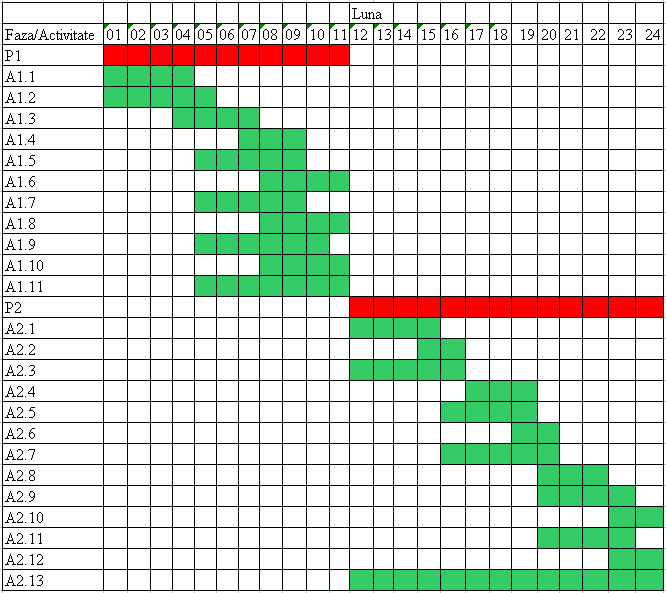 Luna
Faza/Activitate 01 02 03 04 05 06 07 08 09 10 11 12 13 14 15 16 17 18 19 20 21 22 23 24
P1
A1.1
A1.2
A1.3
A1.4
A1.5
A1.6
A1.7
A1.8
A1.9
A1.10
A1.11
P2
A2.1
A2.2
A2.3
A2.4
A2.5
A2.6
A2.7
A2.8
A2.9
A2.10
A2.11
A2.12
A2.13